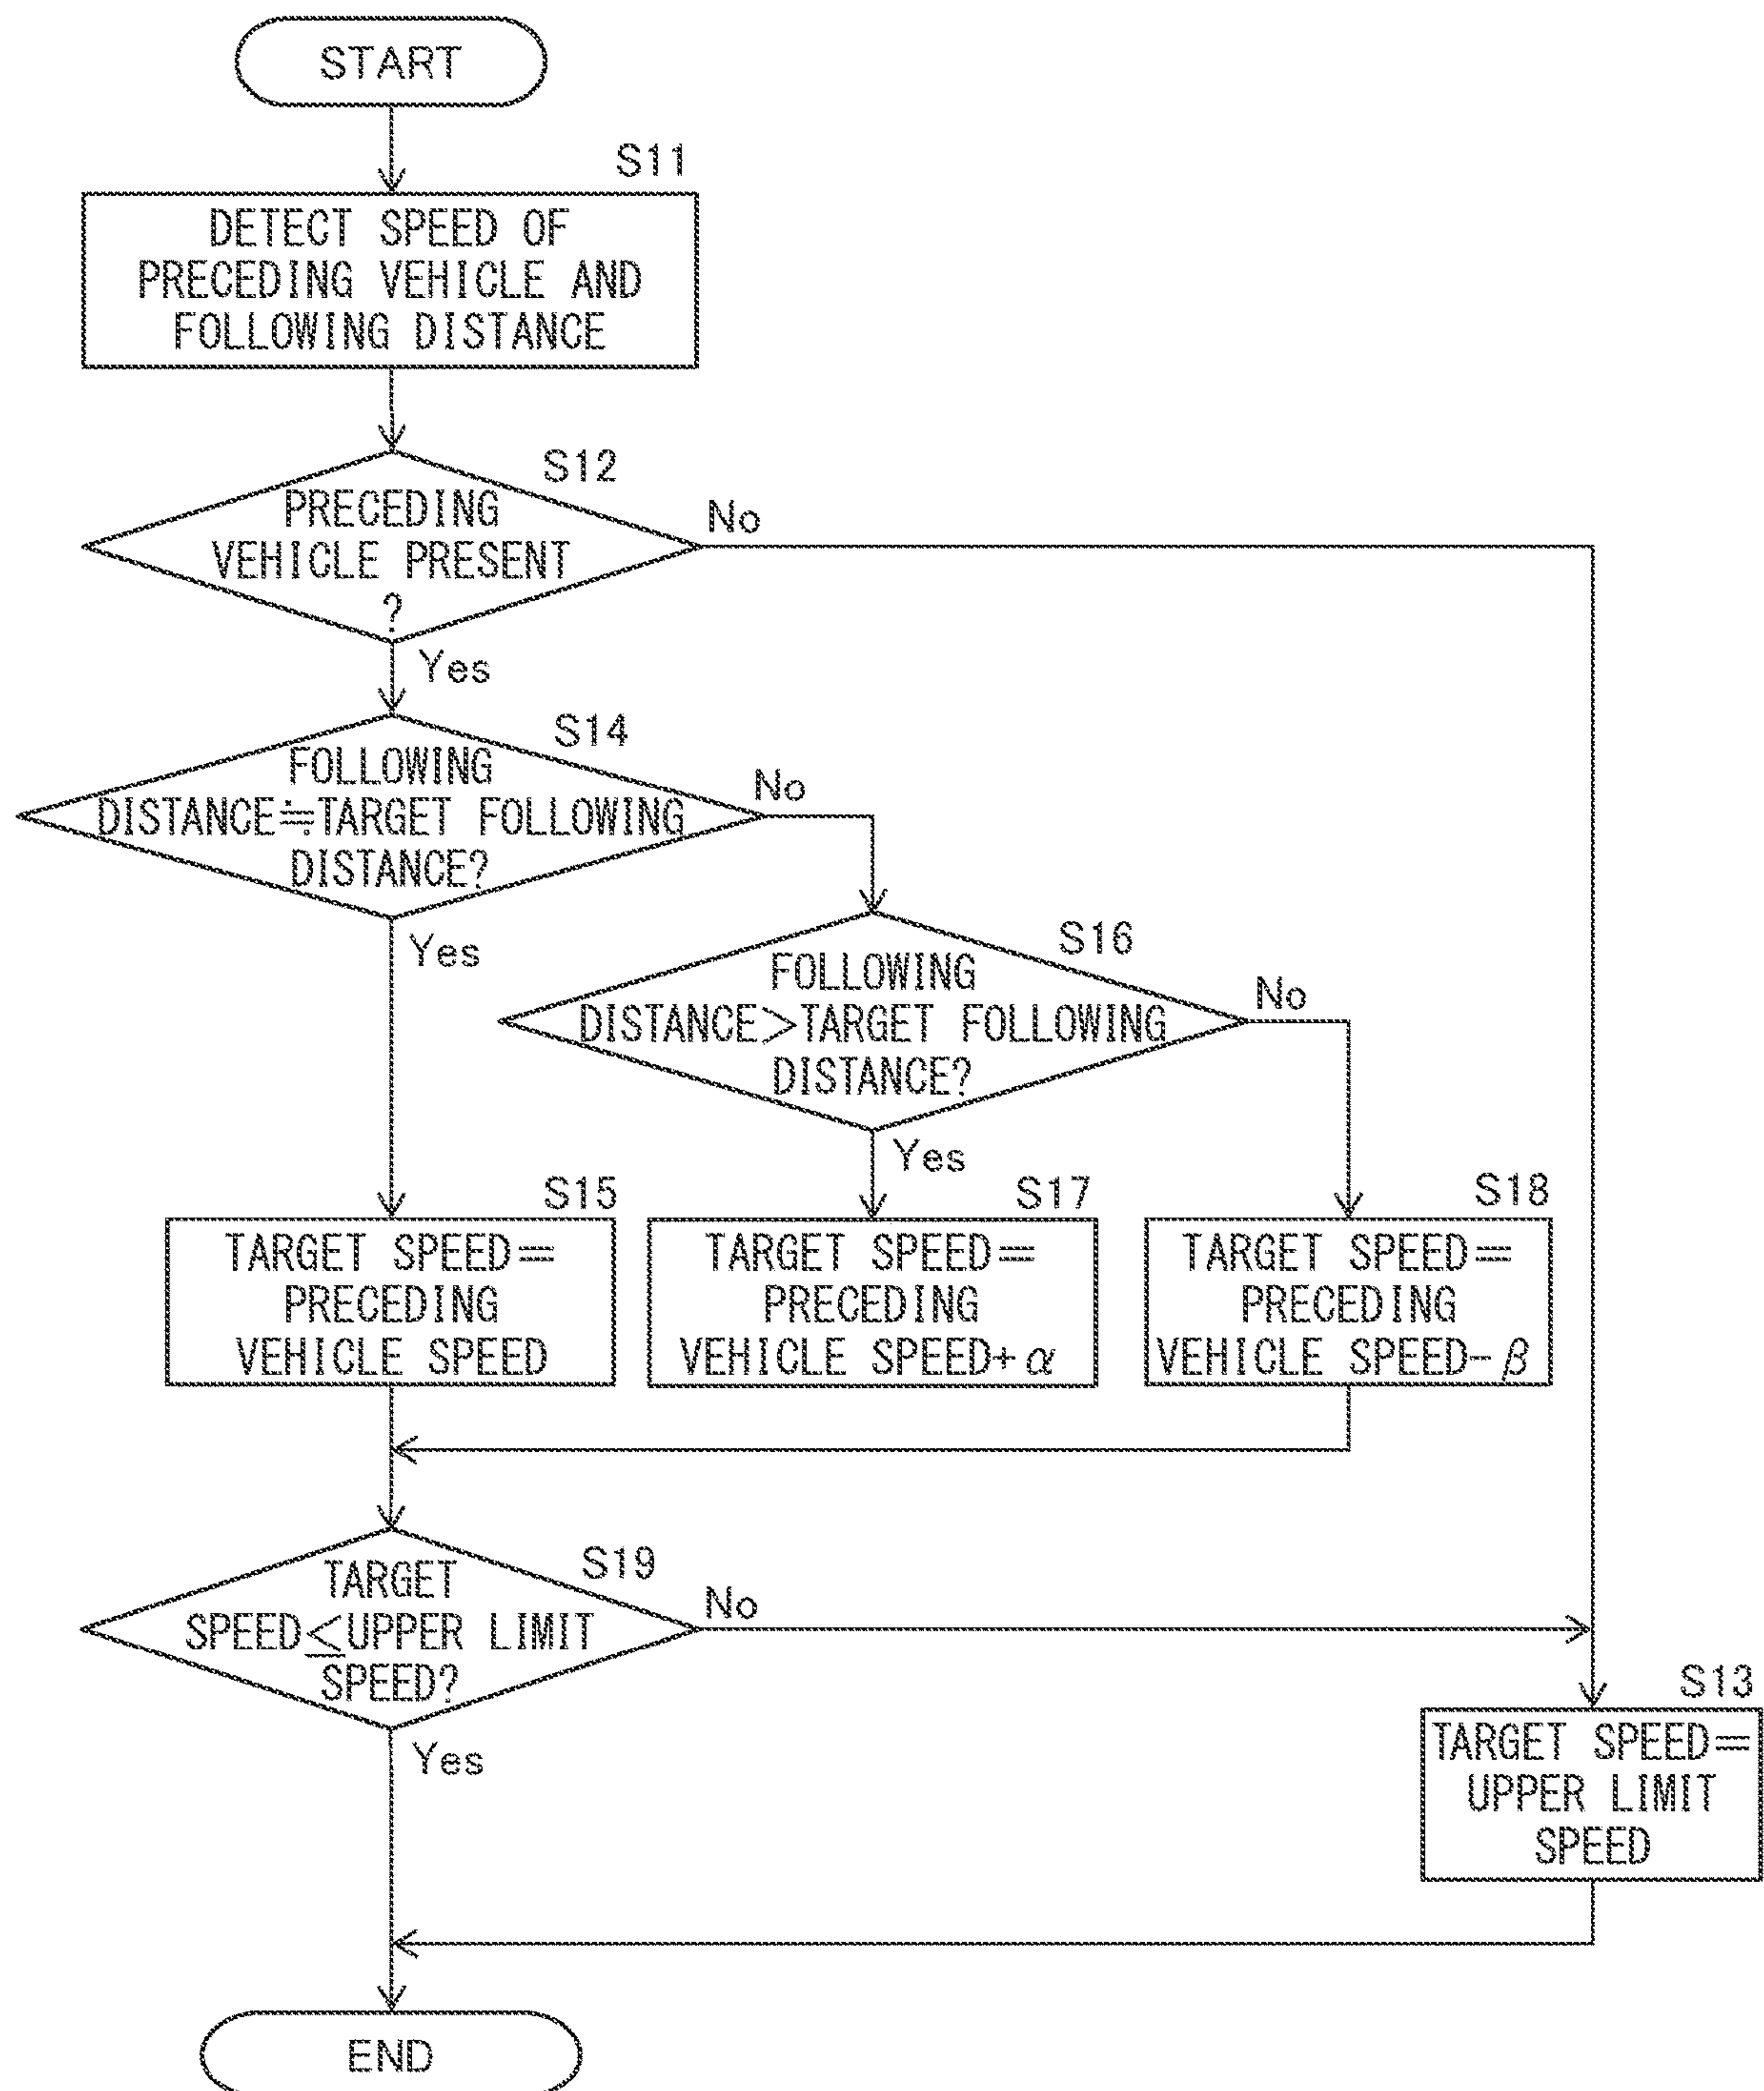 START
S11
DETECT SPEED OF
PRECEDING VEHICLE AND
FOLLOWING DISTANCE
S12
PRECEDING
VEHICLE PRESENT
?
No
Yes
S14
FOLLOWING
DISTANCE≒TARGET FOLLOWING
DISTANCE?
No
Yes
S16
FOLLOWING
DISTANCE>TARGET FOLLOWING
DISTANCE?
No
Yes
S15
TARGET SPEED=
PRECEDING
VEHICLE SPEED
S17
TARGET SPEED=
PRECEDING
VEHICLE SPEED+α
S18
TARGET SPEED=
PRECEDING
VEHICLE SPEED-β
S19
TARGET
SPEED≤UPPER LIMIT
SPEED?
No
Yes
S13
TARGET SPEED=
UPPER LIMIT
SPEED
END